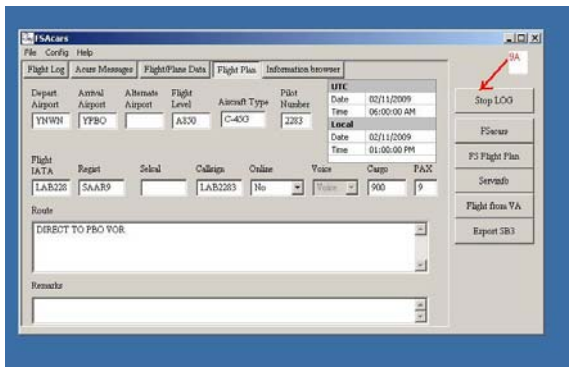 FSAcars
File Config Help
Flight Log Acars Messages Flight/Plane Data Flight Plan Information browser
9A
Depart. Airport Arrival Airport Alternate Airport Flight Level Aircraft Type Pilot Number
YNWN YPBO A350 C-45G 2283
UTC
Date 02/11/2009
Time 06:00:00 AM
Local
Date 02/11/2009
Time 01:00:00 PM
Stop LOG
FSacars
FS Flight Plan
Servinfo
Flight from VA
Export SB3
Flight IATA Regist Selcal Callsign Online Voice Cargo PAX
LAB228 SAAR9 LAB2283 No Voice 900 9
Route
DIRECT TO PBO VOR.
Remarks